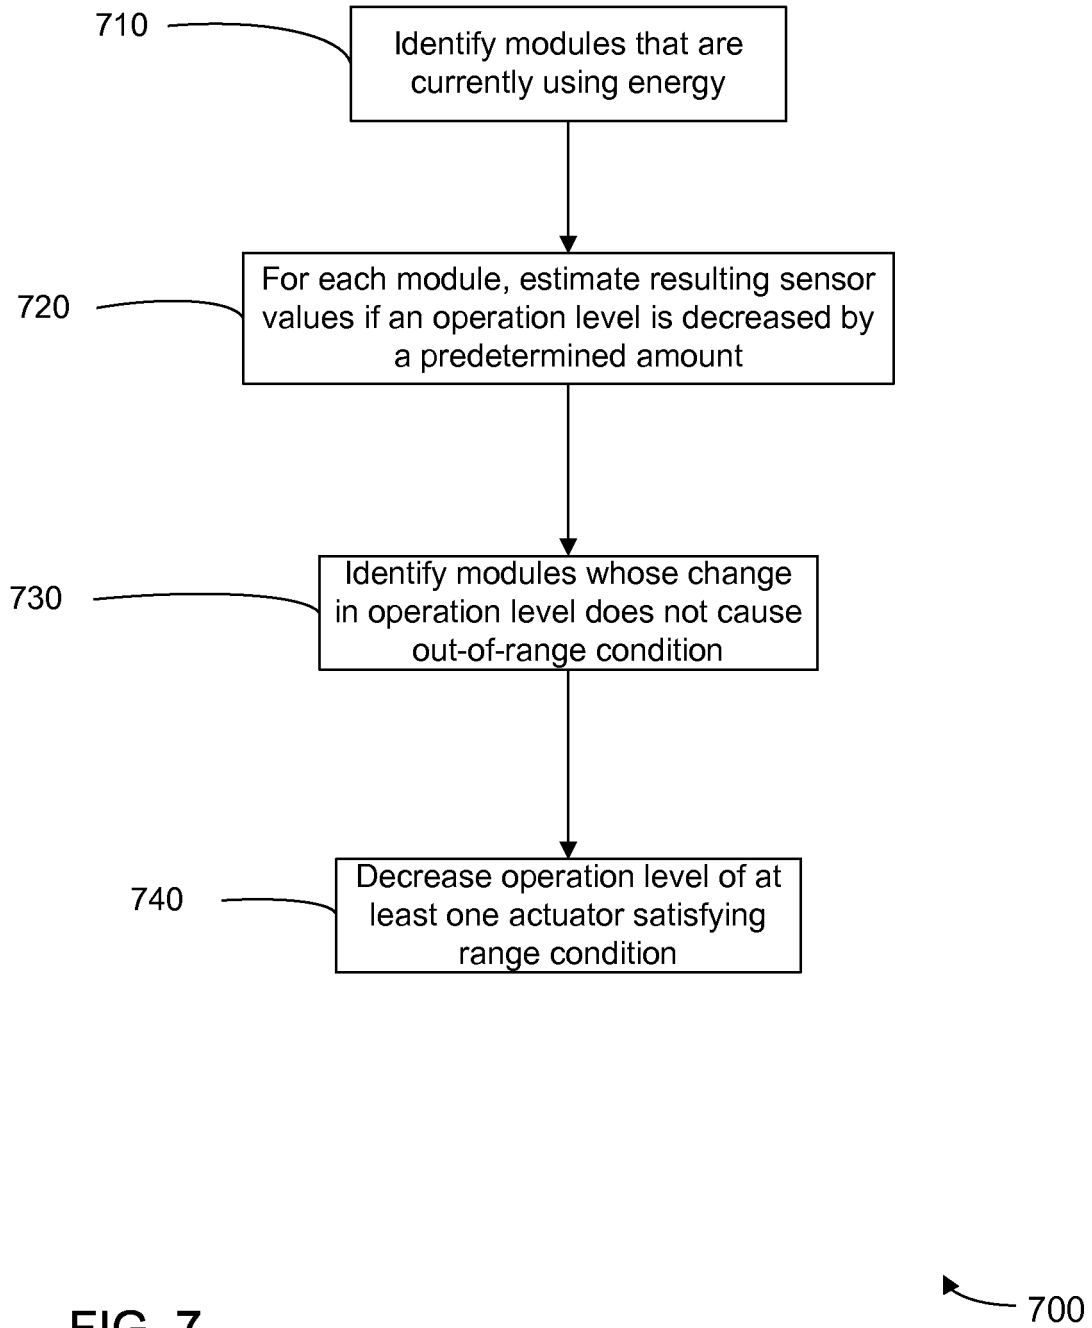 710
Identify modules that are
currently using energy
720
For each module, estimate resulting sensor
values if an operation level is decreased by
a predetermined amount
730
Identify modules whose change
in operation level does not cause
out-of-range condition
740
Decrease operation level of at
least one actuator satisfying
range condition
700
FIG. 7